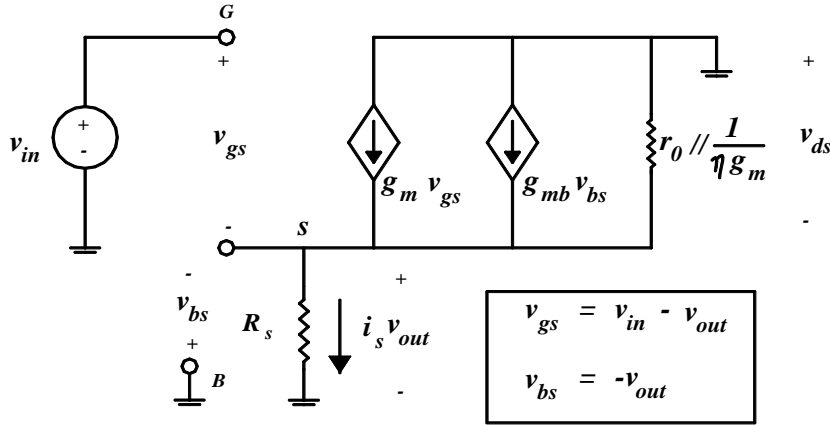 G
+
+
v_in
-
v_gs
g_m v_gs
g_mb v_bs
r_0 // 1/η g_m
+
v_ds
-
-
S
-
v_bs
+
B
R_s
i_s
+
v_out
-
v_gs = v_in - v_out
v_bs = -v_out